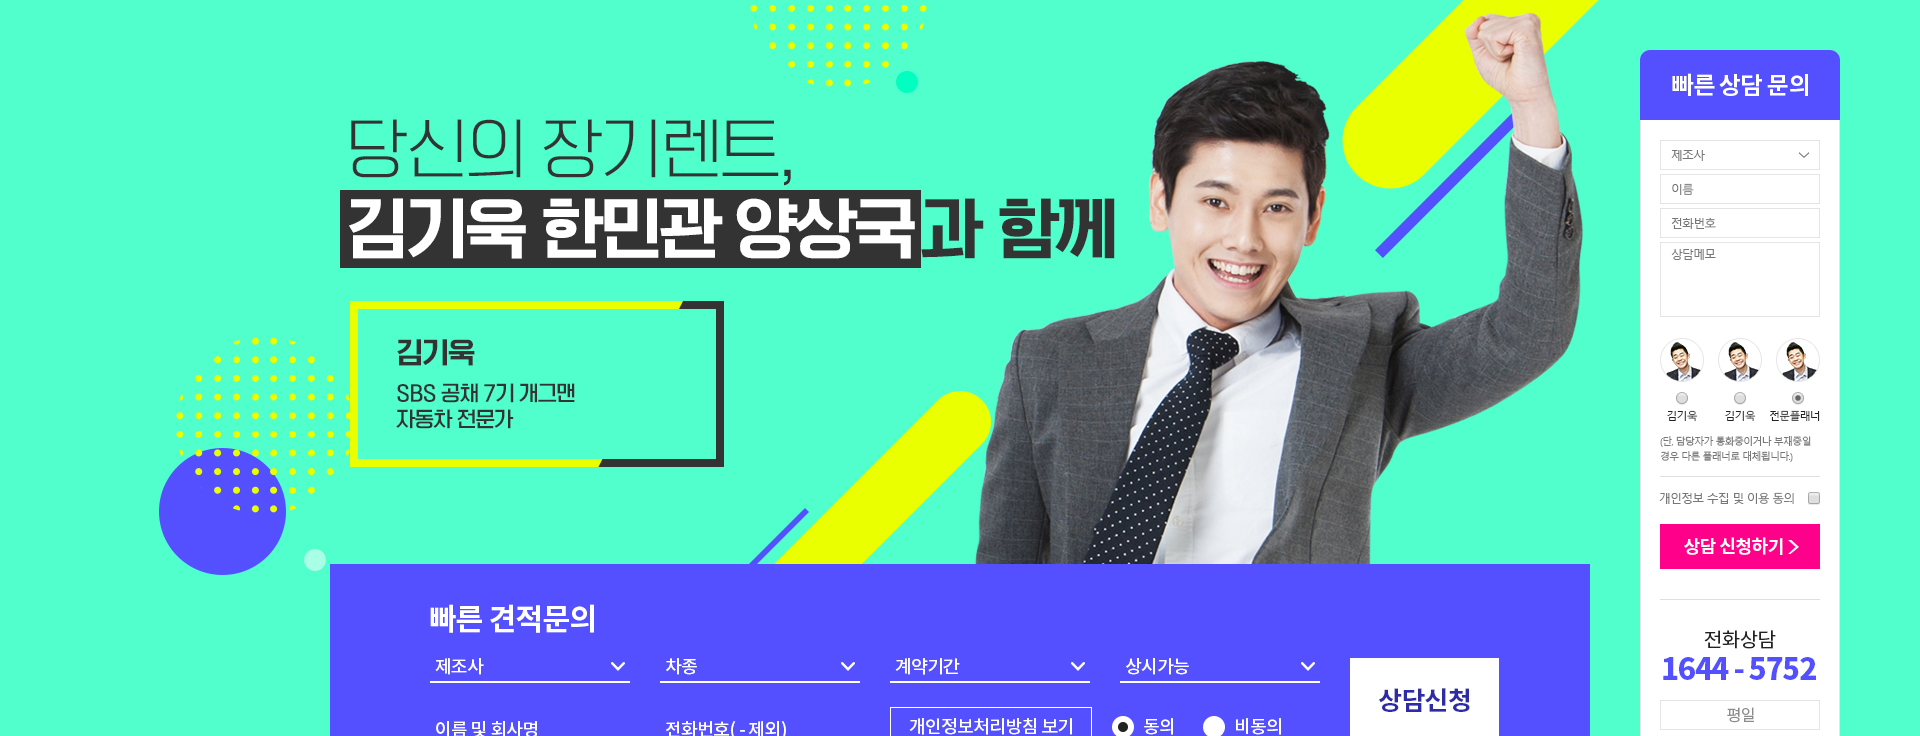 당신의 장기렌트,
김기욱 한민관 양상국과 함께
김기욱
SBS 공채 7기 개그맨
자동차 전문가
빠른 견적문의
제조사
차종
계약기간
상시가능
이름 및 회사명
전화번호( - 제외)
개인정보처리방침 보기
동의
비동의
상담신청
빠른 상담 문의
제조사
이름
전화번호
상담메모
김기욱
김기욱
전문플래너
(단, 담당자가 통화중이거나 부재중일
경우 다른 플래너로 대체됩니다.)
개인정보 수집 및 이용 동의
상담 신청하기
전화상담
1644 - 5752
평일